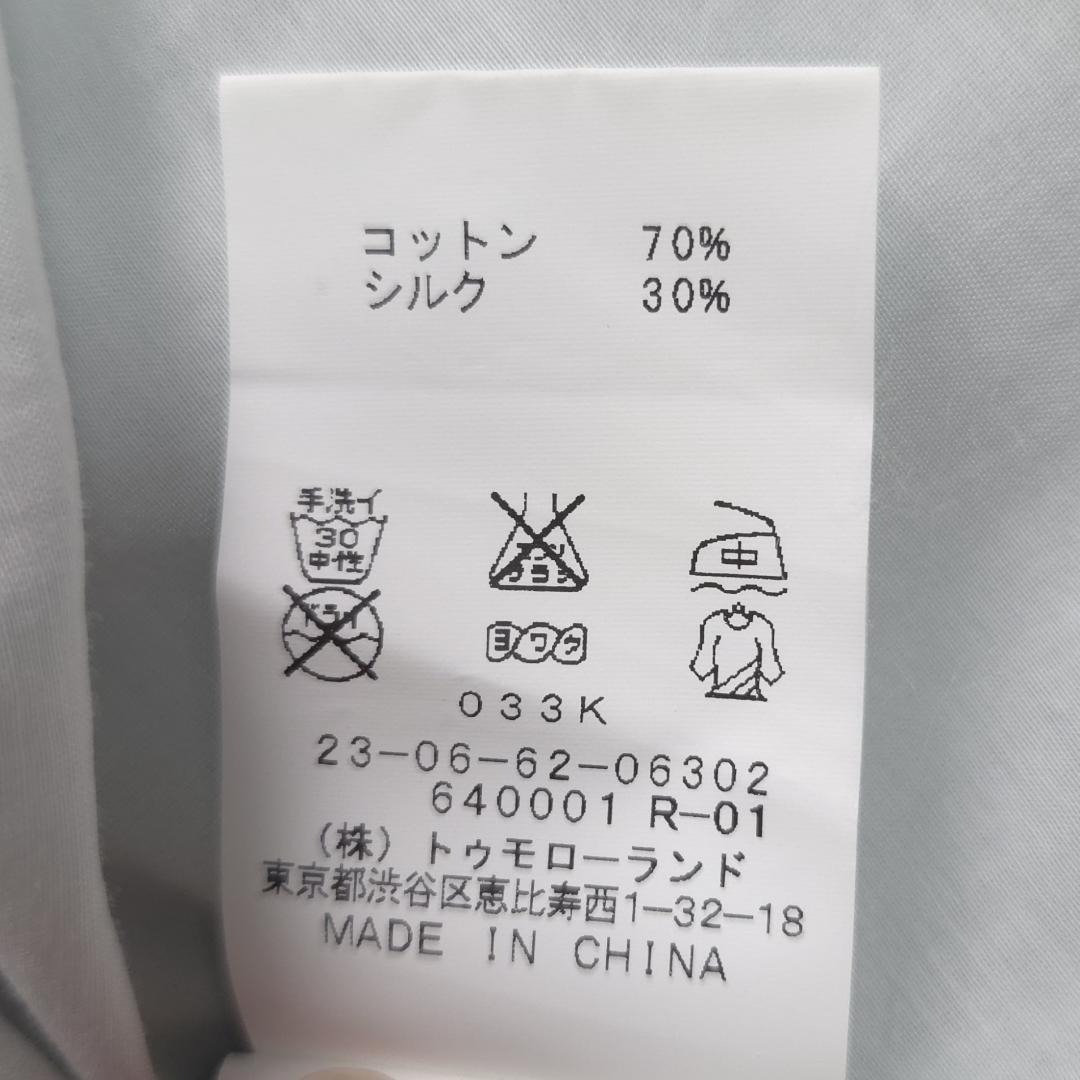 コットン 70%
シルク 30%
手洗イ
30
中性
エンソ
サラシ
中
ドライ
ヨワク
033K
23-06-62-06302
640001 R-01
(株) トゥモローランド
東京都渋谷区恵比寿西1-32-18
MADE IN CHINA